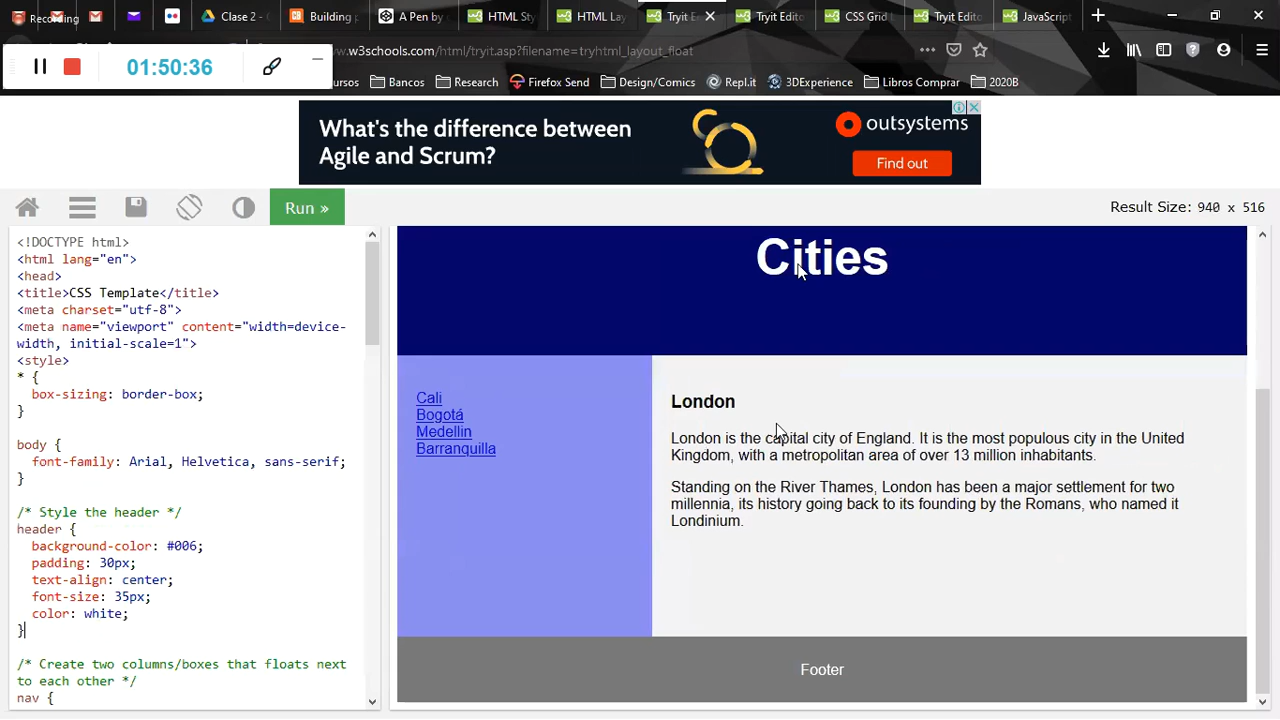 Recording
Clase 2 -
Building
A Pen by
HTML Sty
HTML Lay
Tryit E
Tryit Edito
CSS Grid
Tryit Edito
JavaScript
01:50:36
w3schools.com/html/tryit.asp?filename=tryhtml_layout_float
Bancos
Research
Firefox Send
Design/Comics
Repl.it
3DExperience
Libros Comprar
2020B
What's the difference between
Agile and Scrum?
outsystems
Find out
Run »
Result Size: 940 x 516
<!DOCTYPE html>
<html lang="en">
<head>
<title>CSS Template</title>
<meta charset="utf-8">
<meta name="viewport" content="width=device-
width, initial-scale=1">
<style>
* {
box-sizing: border-box;
}
body {
font-family: Arial, Helvetica, sans-serif;
}
/* Style the header */
header {
background-color: #006;
padding: 30px;
text-align: center;
font-size: 35px;
color: white;
}
/* Create two columns/boxes that floats next
to each other */
nav {
Cities
Cali
Bogotá
Medellin
Barranquilla
London
London is the capital city of England. It is the most populous city in the United
Kingdom, with a metropolitan area of over 13 million inhabitants.
Standing on the River Thames, London has been a major settlement for two
millennia, its history going back to its founding by the Romans, who named it
Londinium.
Footer